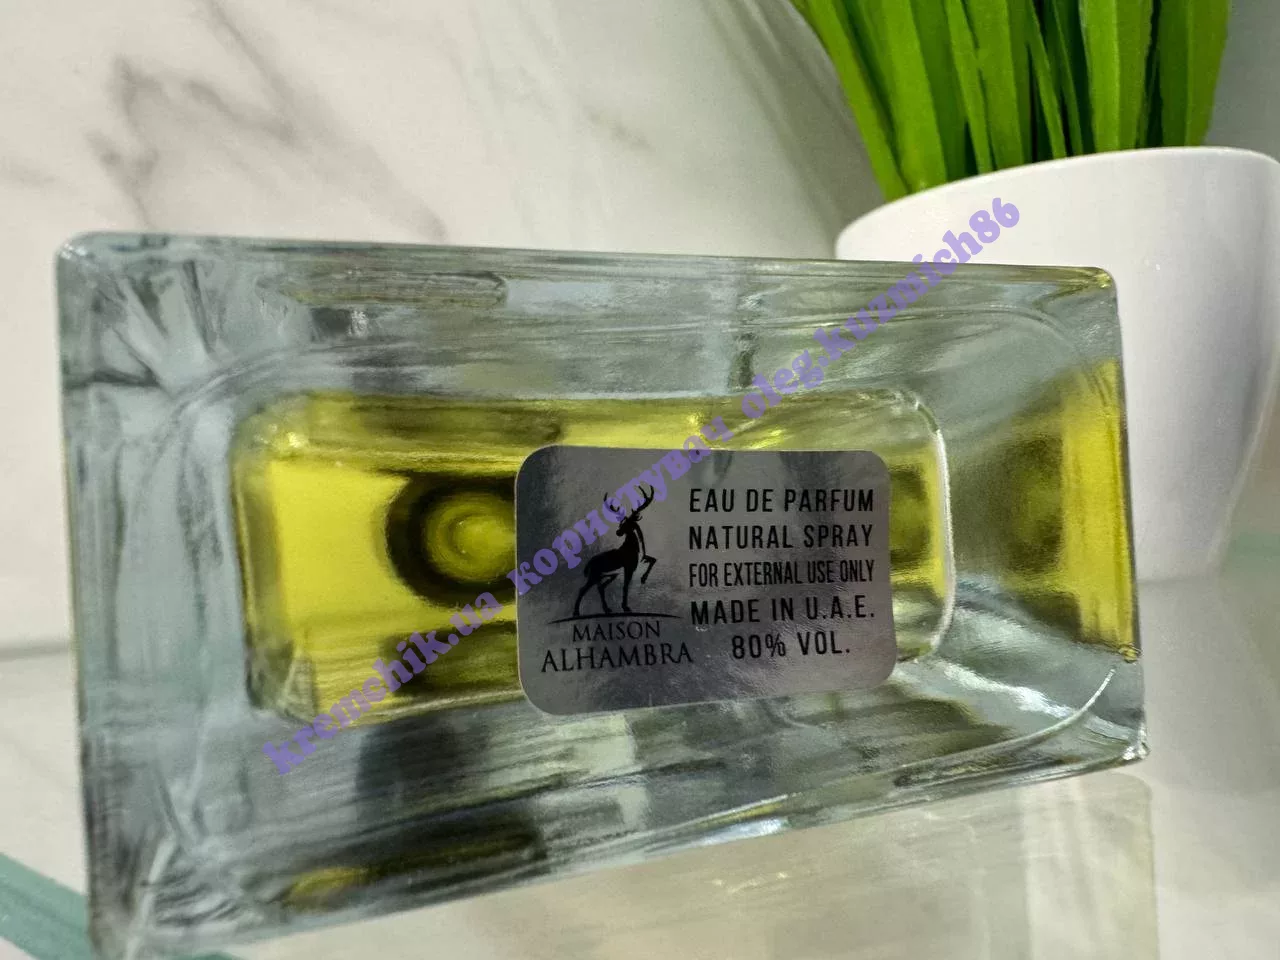 EAU DE PARFUM
NATURAL SPRAY
FOR EXTERNAL USE ONLY
MADE IN U.A.E.
80% VOL.
MAISON
ALHAMBRA
kremchik.ua користувач oleg.kuzmich86